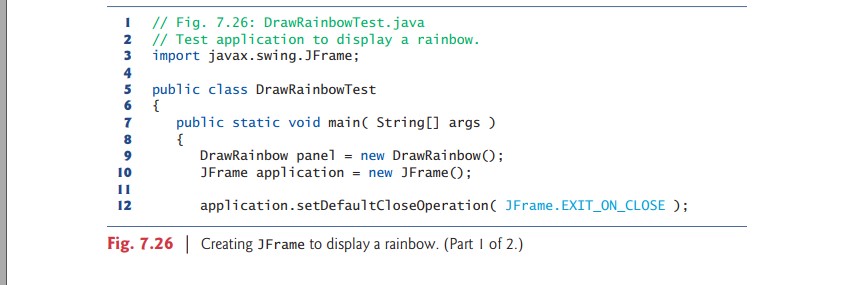 1 // Fig. 7.26: DrawRainbowTest.java
2 // Test application to display a rainbow.
3 import javax.swing.JFrame;
4
5 public class DrawRainbowTest
6 {
7 public static void main( String[] args )
8 {
9 DrawRainbow panel = new DrawRainbow();
10 JFrame application = new JFrame();
11
12 application.setDefaultCloseOperation( JFrame.EXIT_ON_CLOSE );
Fig. 7.26 | Creating JFrame to display a rainbow. (Part 1 of 2.)